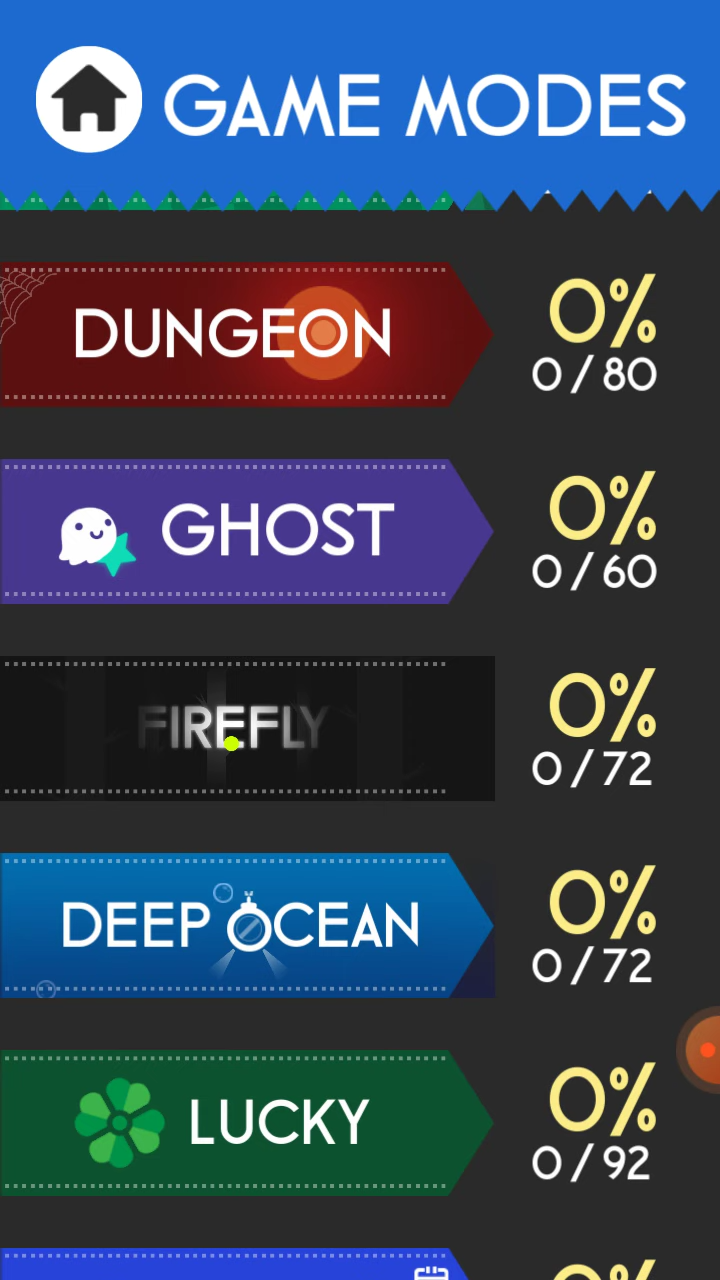 GAME MODES
DUNGEON
0%
0 / 80
GHOST
0%
0 / 60
FIREFLY
0%
0 / 72
DEEP OCEAN
0%
0 / 72
LUCKY
0%
0 / 92
0%